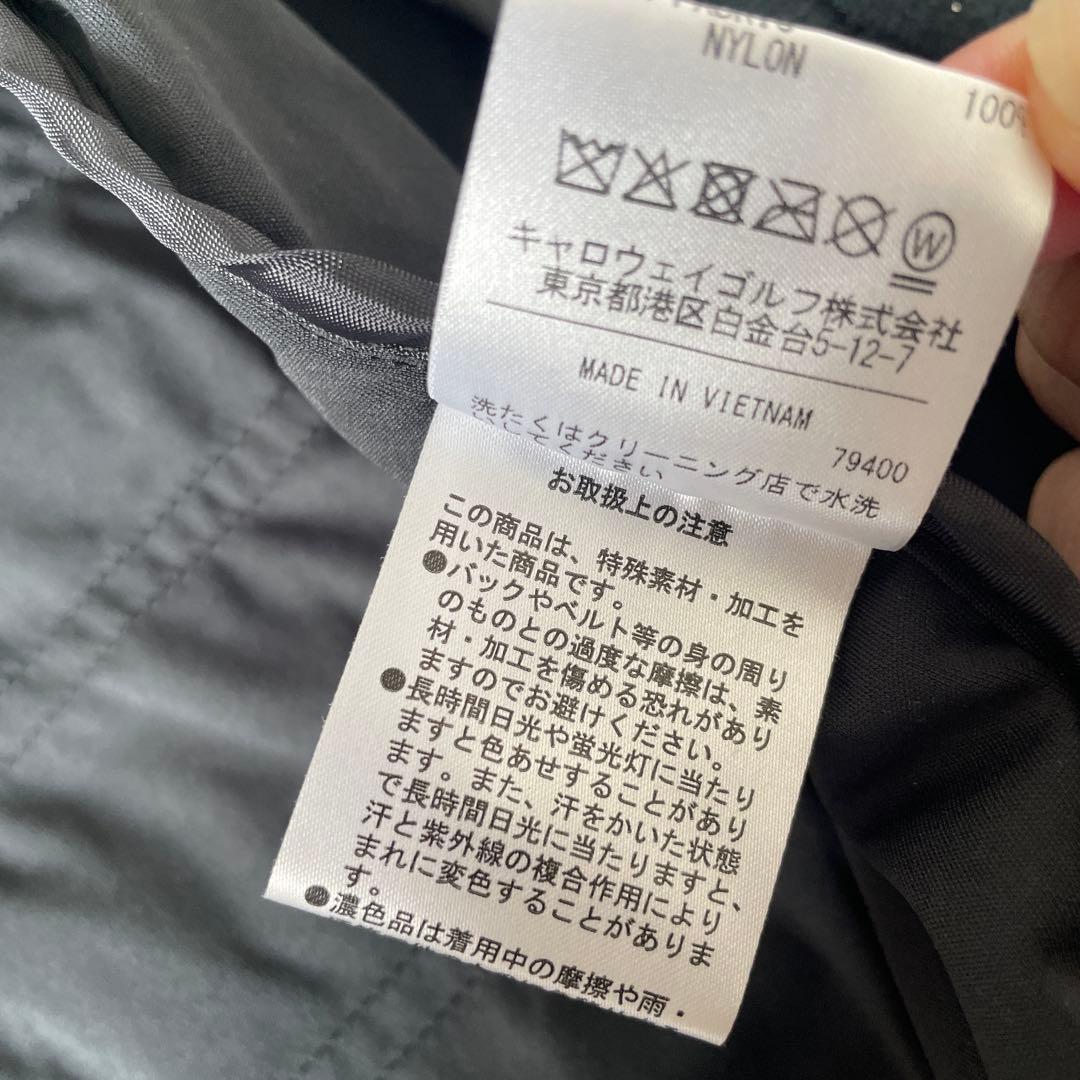 NYLON
100%
W
キャロウェイゴルフ株式会社
東京都港区白金台5-12-7
MADE IN VIETNAM
79400
洗たくはクリーニング店で水洗
いにてください
お取扱上の注意
この商品は、特殊素材・加工を
用いた商品です。
●バックやベルト等の身の周り
のものとの過度な摩擦は、素
材・加工を傷める恐れがあり
ますのでお避けください。
●長時間日光や蛍光灯に当たり
ますと色あせすることがあり
ます。また、汗をかいた状態
で長時間日光に当たりますと、
汗と紫外線の複合作用により
まれに変色することがありま
す。
●濃色品は着用中の摩擦や雨・